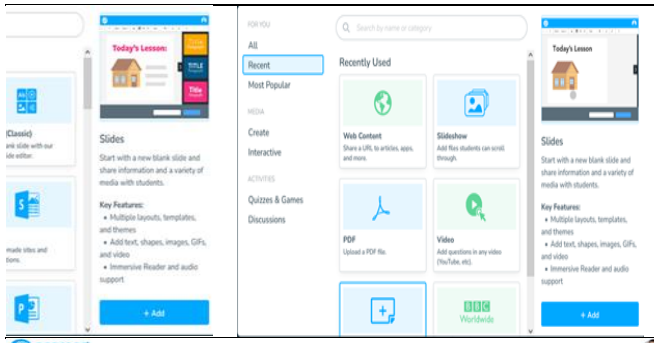 Today's Lesson:
Title
TITLE
Title
(Classic)
ank slide with our
ide editor.
made sites and
tions.
Slides
Start with a new blank slide and
share information and a variety of
media with students.
Key Features:
• Multiple layouts, templates,
and themes
• Add text, shapes, images, GIFs,
and video
• Immersive Reader and audio
support
+ Add
FOR YOU
All
Recent
Most Popular
MEDIA
Create
Interactive
ACTIVITIES
Quizzes & Games
Discussions
Search by name or category
Recently Used
Web Content
Share a URL to articles, apps,
and more.
Slideshow
Add files students can scroll
through.
PDF
Upload a PDF file.
Video
Add questions in any video
(YouTube, etc).
BBC
Worldwide
Today's Lesson
Slides
Start with a new blank slide and
share information and a variety of
media with students.
Key Features:
• Multiple layouts, templates,
and themes
• Add text, shapes, images, GIFs,
and video
• Immersive Reader and audio
support
+ Add